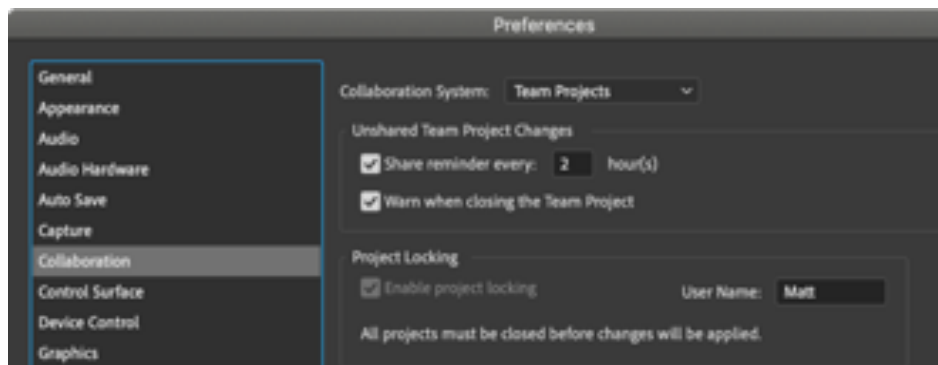 Preferences
General
Appearance
Audio
Audio Hardware
Auto Save
Capture
Collaboration
Control Surface
Device Control
Graphics
Collaboration System: Team Projects
Unshared Team Project Changes
Share reminder every: 2 hour(s)
Warn when closing the Team Project
Project Locking
Enable project locking User Name: Matt
All projects must be closed before changes will be applied.